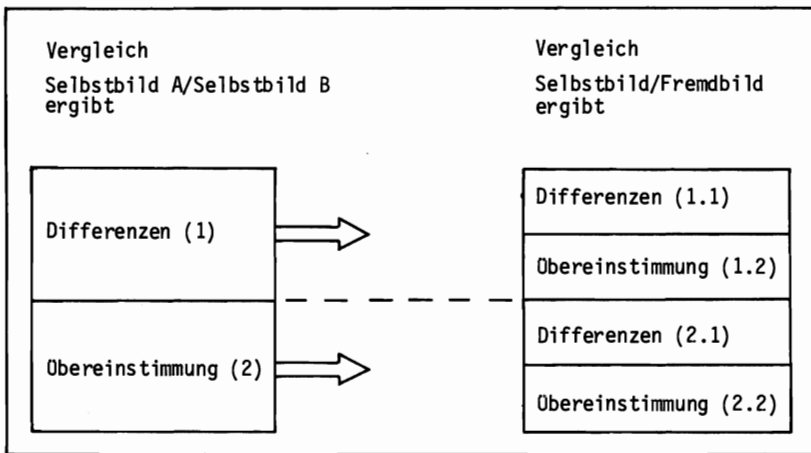 Vergleich
Selbstbild A/Selbstbild B
ergibt
Differenzen (1)
Obereinstimmung (2)
Vergleich
Selbstbild/Fremdbild
ergibt
Differenzen (1.1)
Obereinstimmung (1.2)
Differenzen (2.1)
Obereinstimmung (2.2)